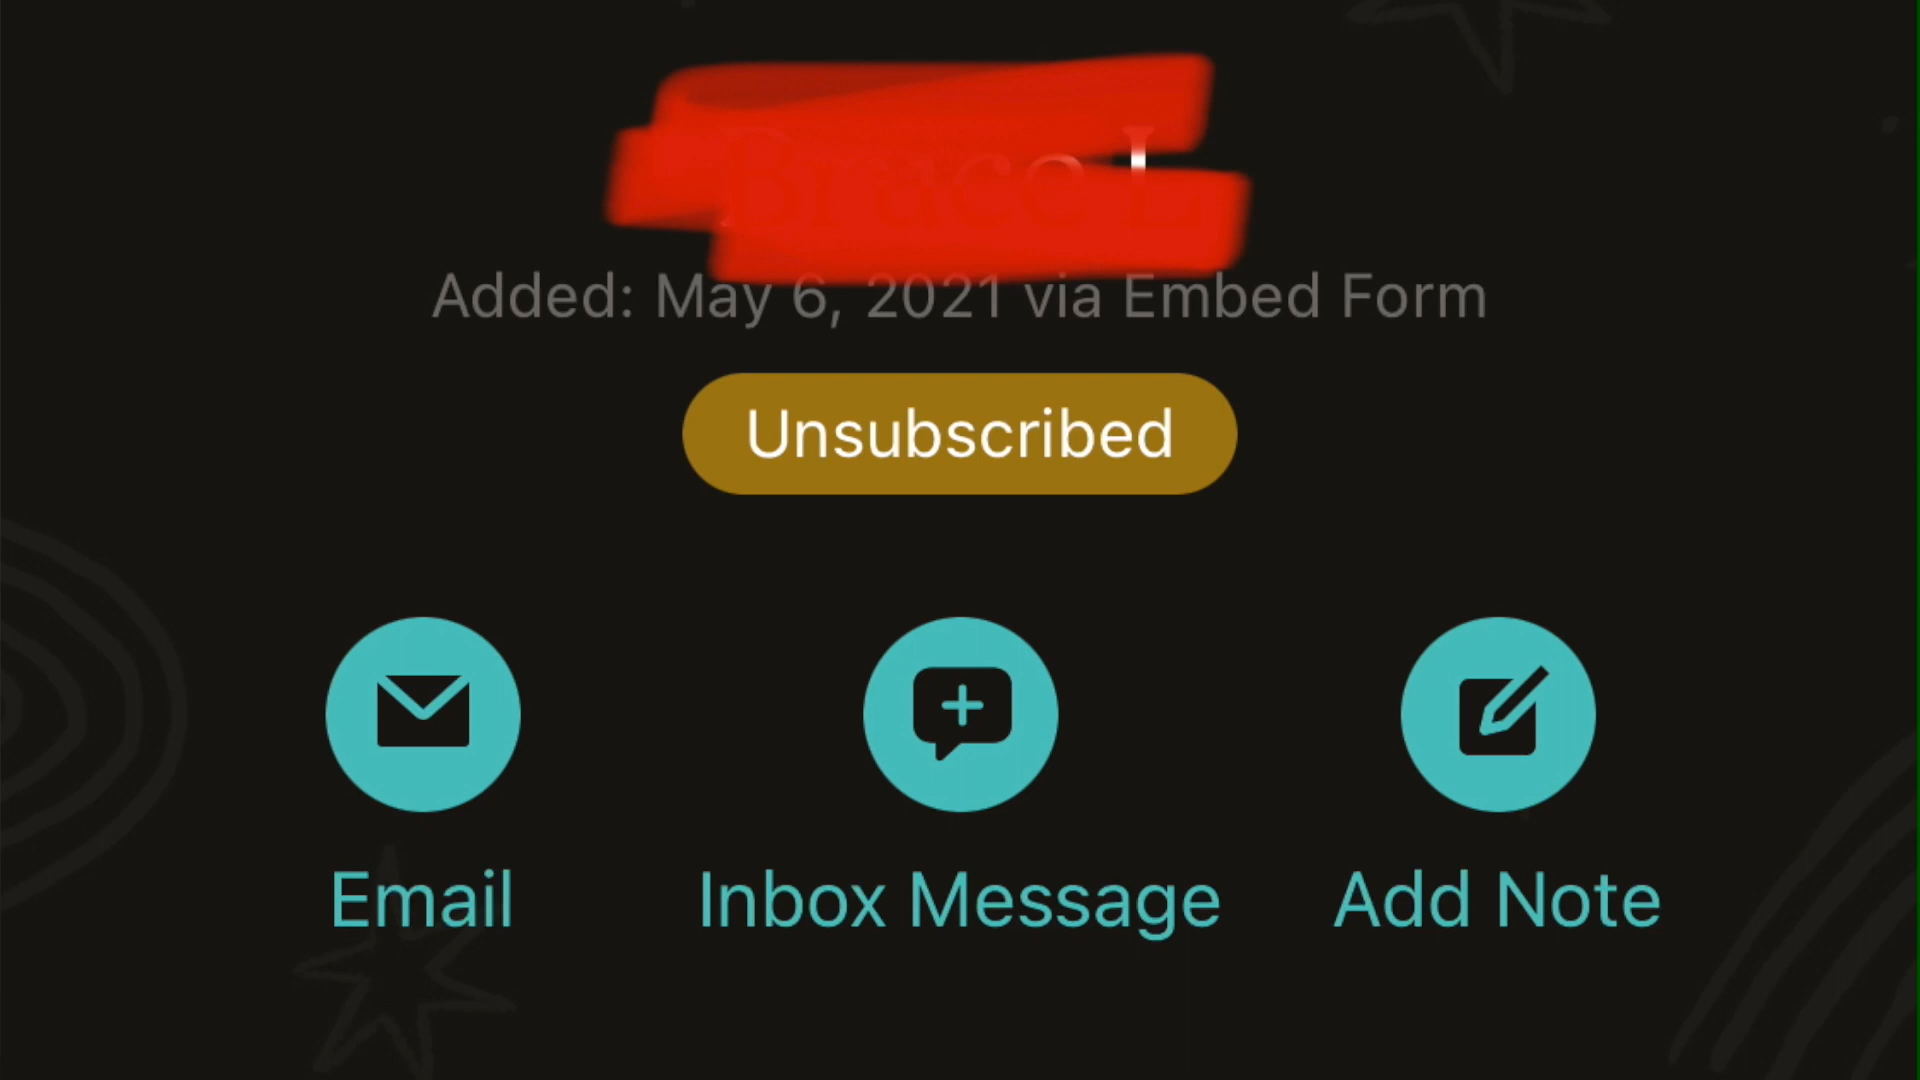 Added: May 6, 2021 via Embed Form
Unsubscribed
Email
Inbox Message
Add Note